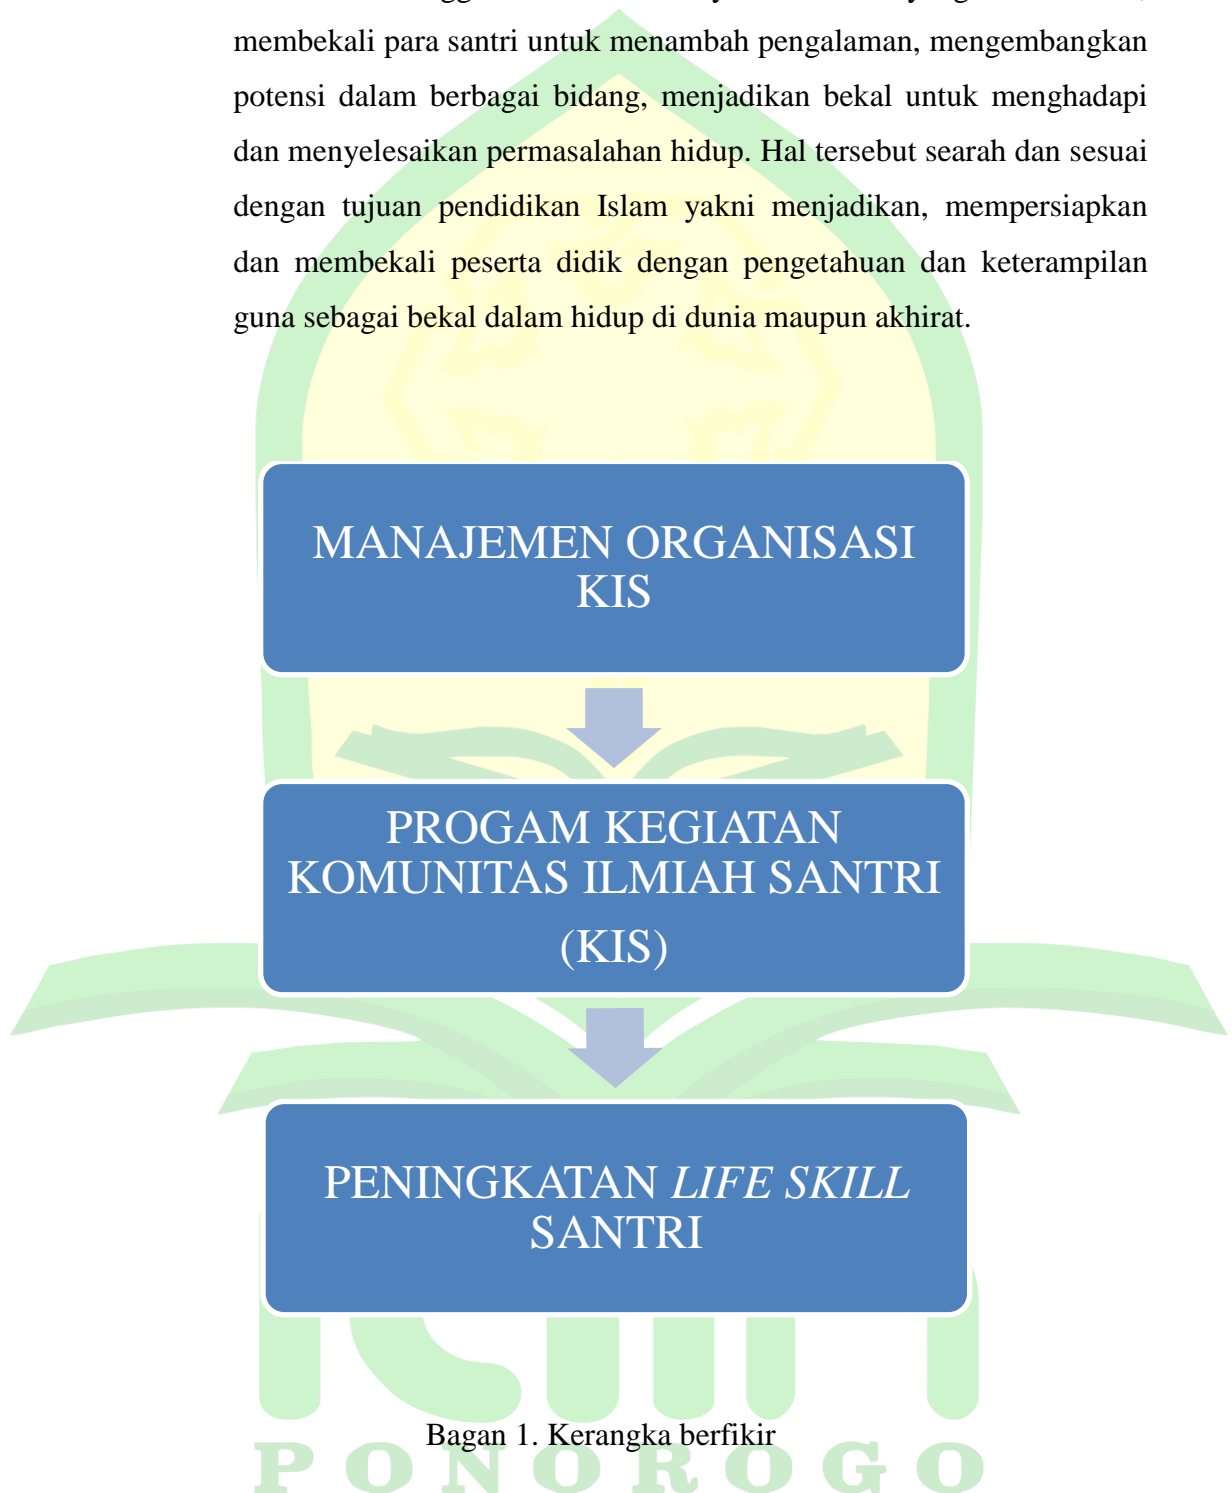 membekali para santri untuk menambah pengalaman, mengembangkan
potensi dalam berbagai bidang, menjadikan bekal untuk menghadapi
dan menyelesaikan permasalahan hidup. Hal tersebut searah dan sesuai
dengan tujuan pendidikan Islam yakni menjadikan, mempersiapkan
dan membekali peserta didik dengan pengetahuan dan keterampilan
guna sebagai bekal dalam hidup di dunia maupun akhirat.
MANAJEMEN ORGANISASI
KIS
PROGAM KEGIATAN
KOMUNITAS ILMIAH SANTRI
(KIS)
PENINGKATAN LIFE SKILL
SANTRI
Bagan 1. Kerangka berfikir
PONOROGO